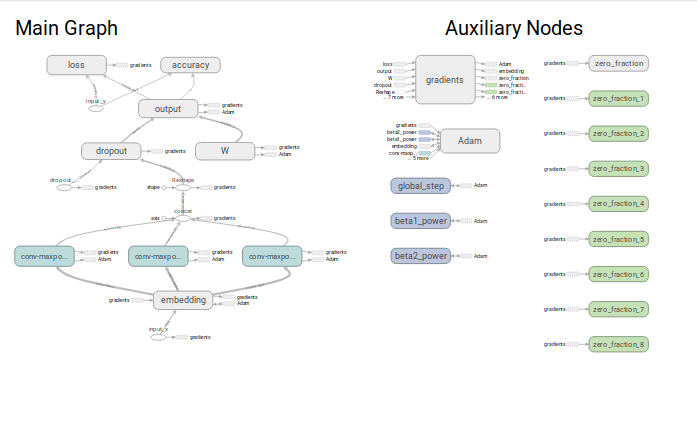 Main Graph
Auxiliary Nodes
loss
gradients
accuracy
input_y
output
gradients
Adam
dropout
gradients
W
gradients
Adam
dropout
gradients
Reshape
shape
gradients
concat
axis
gradients
conv-maxpo...
gradients
Adam
conv-maxpo...
gradients
Adam
conv-maxpo...
gradients
Adam
gradients
embedding
gradients
Adam
input_x
gradients
loss
output
W
dropout
Reshape
... 7 more
gradients
Adam
embedding
zero_fraction
zero_fracti...
zero_fracti...
... 6 more
gradients
beta2_power
beta1_power
embedding
conv-maxp...
... 5 more
Adam
global_step
Adam
beta1_power
Adam
beta2_power
Adam
gradients
zero_fraction
gradients
zero_fraction_1
gradients
zero_fraction_2
gradients
zero_fraction_3
gradients
zero_fraction_4
gradients
zero_fraction_5
gradients
zero_fraction_6
gradients
zero_fraction_7
gradients
zero_fraction_8